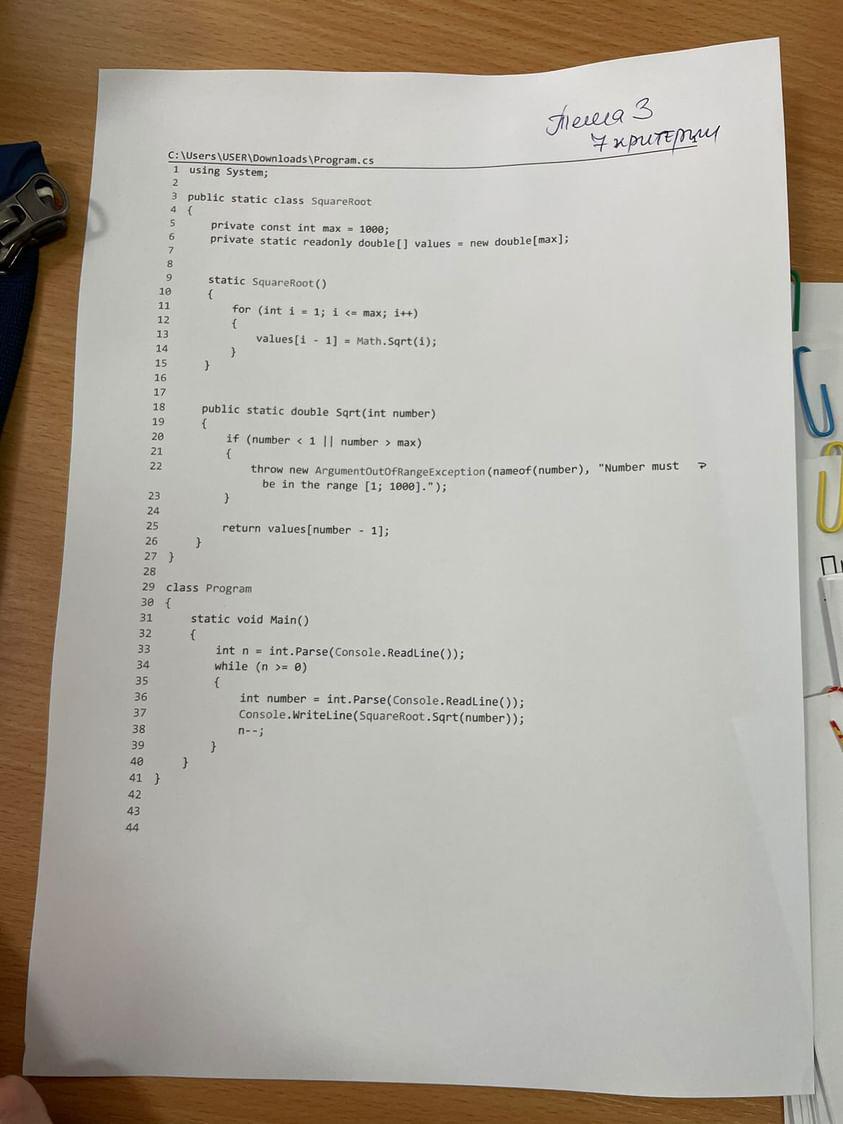 Тема 3
7 критерии
C:\Users\USER\Downloads\Program.cs
1 using System;
2
3 public static class SquareRoot
4 {
5 private const int max = 1000;
6 private static readonly double[] values = new double[max];
7
8
9 static SquareRoot()
10 {
11 for (int i = 1; i <= max; i++)
12 {
13 values[i - 1] = Math.Sqrt(i);
14 }
15 }
16
17
18 public static double Sqrt(int number)
19 {
20 if (number < 1 || number > max)
21 {
22 throw new ArgumentOutOfRangeException(nameof(number), "Number must
be in the range [1; 1000].");
23 }
24
25 return values[number - 1];
26 }
27 }
28
29 class Program
30 {
31 static void Main()
32 {
33 int n = int.Parse(Console.ReadLine());
34 while (n >= 0)
35 {
36 int number = int.Parse(Console.ReadLine());
37 Console.WriteLine(SquareRoot.Sqrt(number));
38 n--;
39 }
40 }
41 }
42
43
44